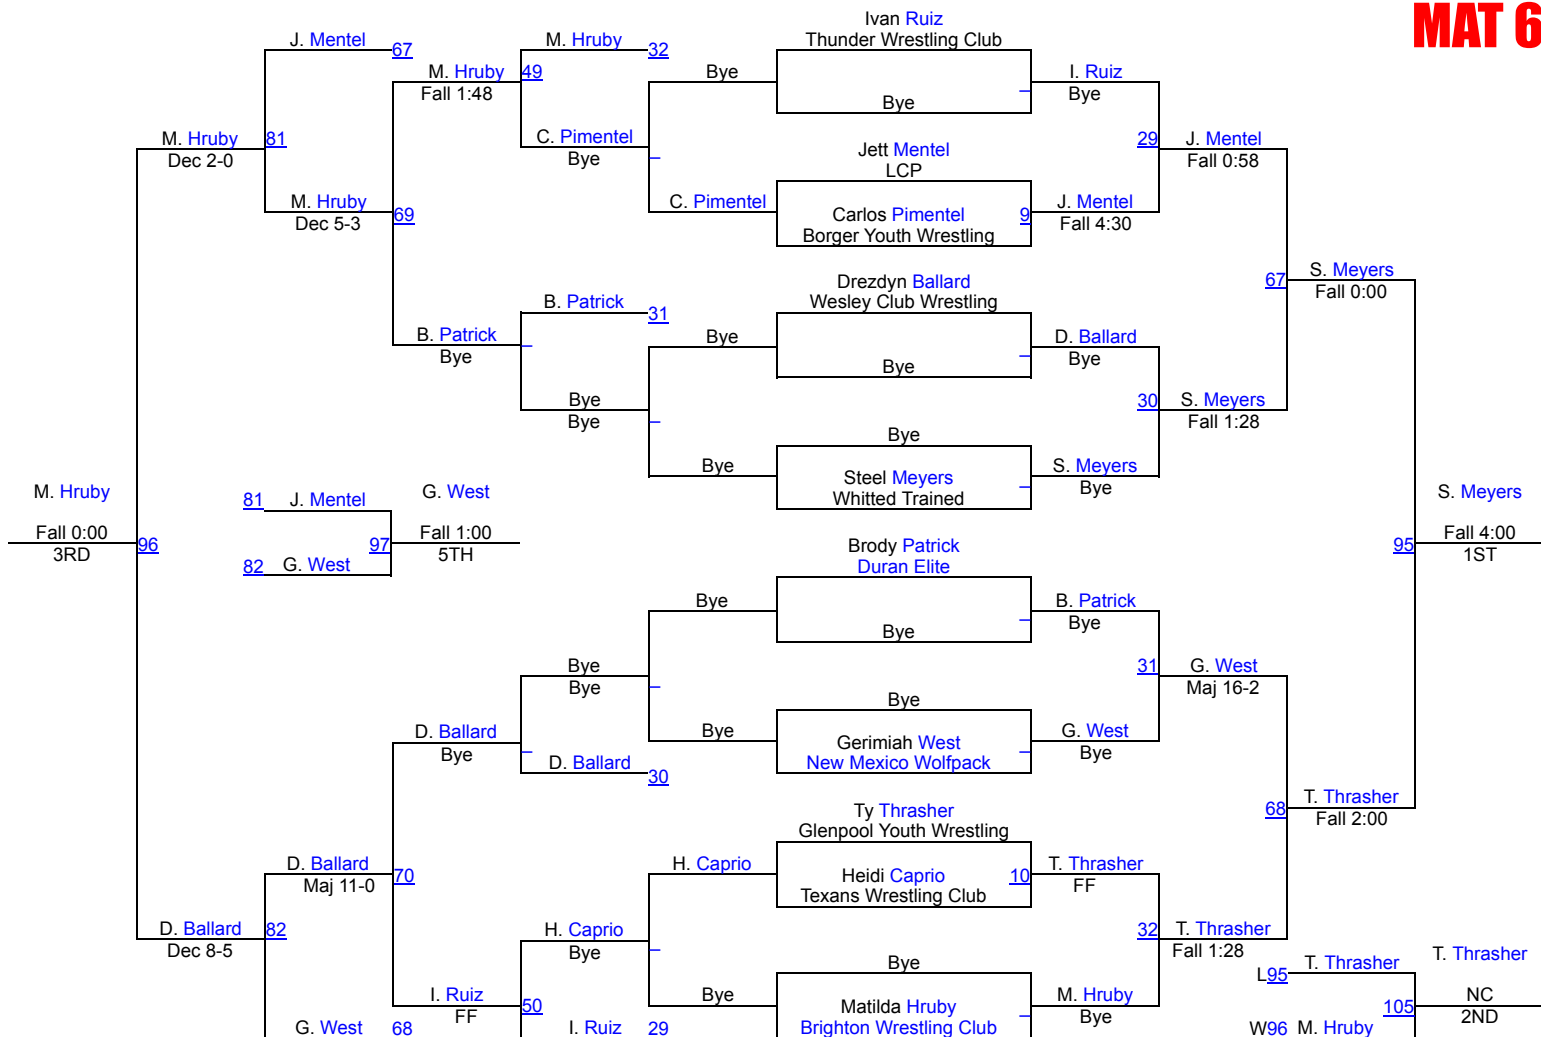 MAT 6
Ivan Ruiz
Thunder Wrestling Club
J. Mentel
67
M. Hruby
32
M. Hruby
49
Fall 1:48
Bye
Bye
I. Ruiz
Bye
M. Hruby
81
Dec 2-0
C. Pimentel
Bye
Jett Mentel
LCP
29
J. Mentel
Fall 0:58
M. Hruby
69
Dec 5-3
C. Pimentel
Carlos Pimentel
Borger Youth Wrestling
9
J. Mentel
Fall 4:30
Drezdyn Ballard
Wesley Club Wrestling
67
S. Meyers
Fall 0:00
B. Patrick
31
B. Patrick
Bye
Bye
Bye
D. Ballard
Bye
Bye
Bye
30
S. Meyers
Fall 1:28
Bye
Bye
Steel Meyers
Whitted Trained
S. Meyers
Bye
M. Hruby
Fall 0:00
3RD
96
81
J. Mentel
82
G. West
97
G. West
Fall 1:00
5TH
S. Meyers
Fall 4:00
1ST
95
Brody Patrick
Duran Elite
Bye
Bye
B. Patrick
Bye
Bye
Bye
31
G. West
Maj 16-2
Bye
Bye
Gerimiah West
New Mexico Wolfpack
G. West
Bye
D. Ballard
Bye
D. Ballard
30
68
T. Thrasher
Fall 2:00
Ty Thrasher
Glenpool Youth Wrestling
D. Ballard
70
Maj 11-0
H. Caprio
Heidi Caprio
Texans Wrestling Club
10
T. Thrasher
FF
D. Ballard
82
Dec 8-5
H. Caprio
Bye
32
T. Thrasher
Fall 1:28
Bye
Bye
Matilda Hruby
Brighton Wrestling Club
M. Hruby
Bye
I. Ruiz
50
FF
G. West
68
I. Ruiz
29
L95
T. Thrasher
W96
M. Hruby
105
T. Thrasher
NC
2ND